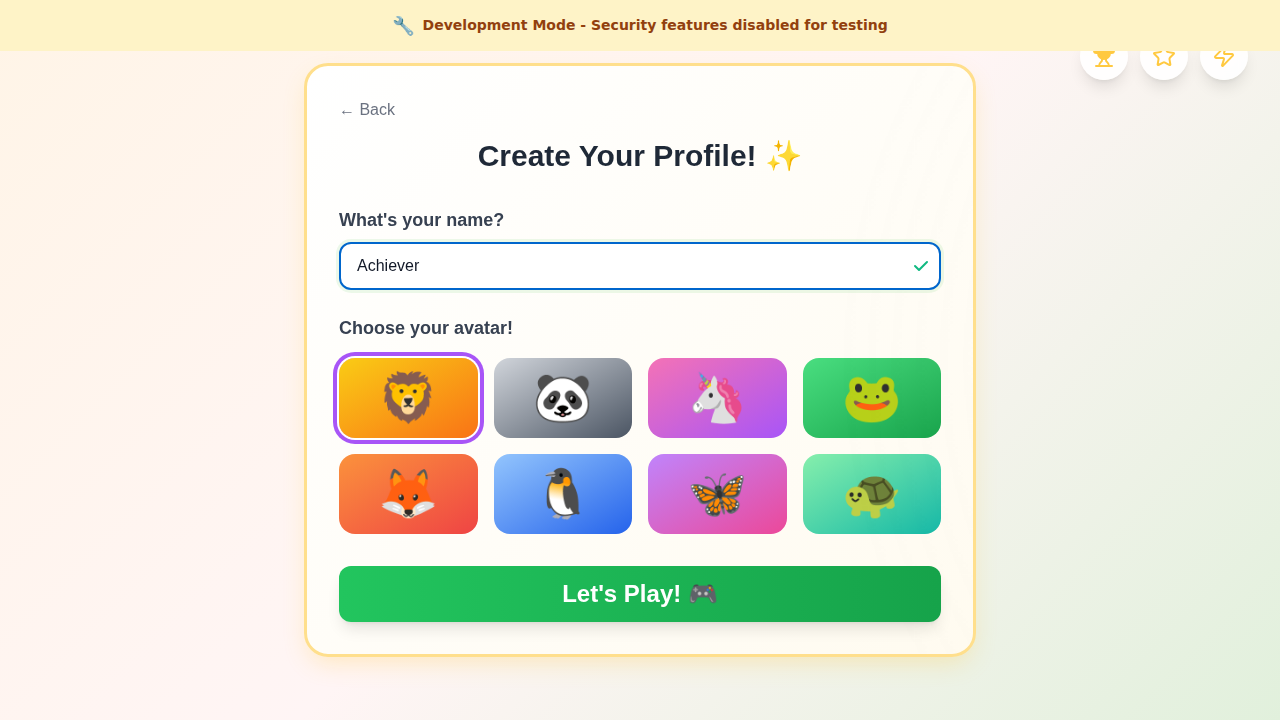 Development Mode - Security features disabled for testing
← Back
Create Your Profile!
What's your name?
Achiever
Choose your avatar!
Let's Play!